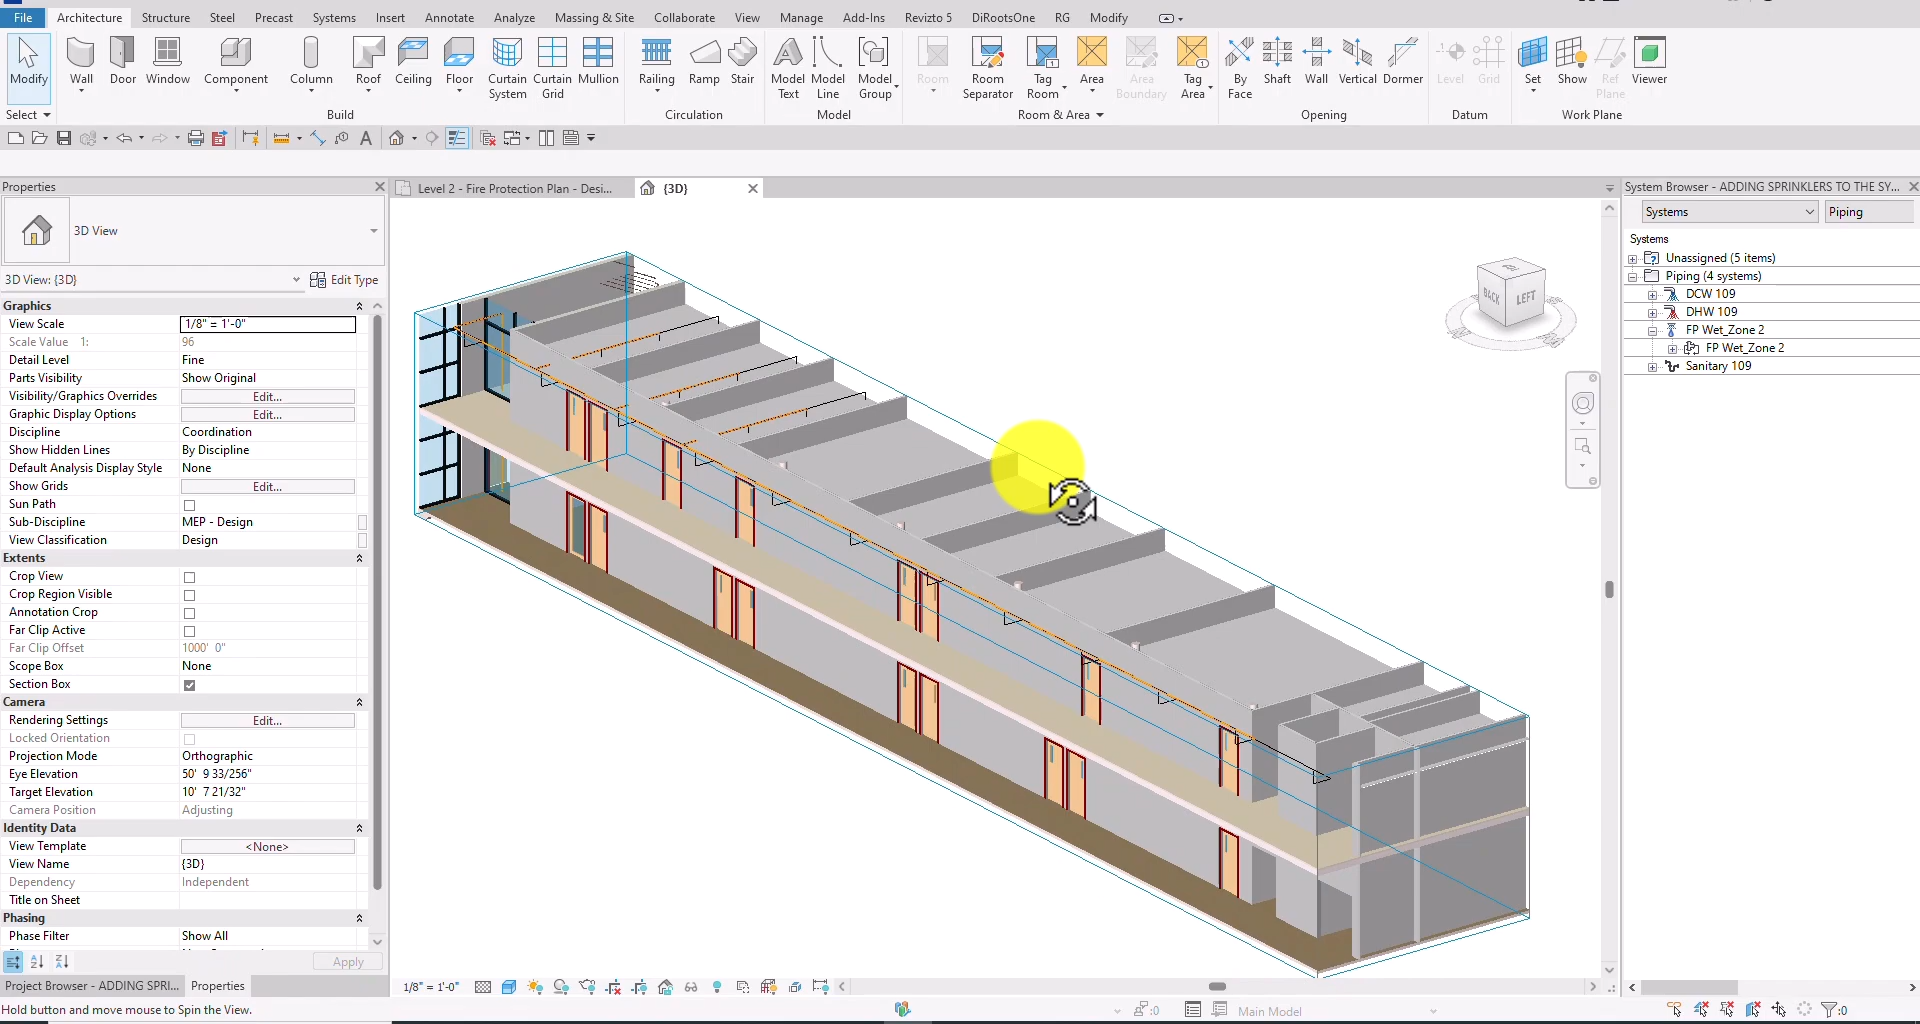 File Architecture Structure Steel Precast Systems Insert Annotate Analyze Massing & Site Collaborate View Manage Add-Ins Revizto 5 DiRootsOne RG Modify
Modify Wall Door Window Component Column Roof Ceiling Floor Curtain System Curtain Grid Mullion Railing Ramp Stair Model Text Model Line Model Group Room Room Separator Tag Room Area Area Boundary Tag Area By Face Shaft Wall Vertical Dormer Level Grid Set Show Ref Plane Viewer
Select Build Circulation Model Room & Area Opening Datum Work Plane
Properties
Level 2 - Fire Protection Plan - Desi...
{3D}
System Browser - ADDING SPRINKLERS TO THE SY...
3D View
Systems Piping
Systems
Unassigned (5 items)
Piping (4 systems)
DCW 109
DHW 109
FP Wet_Zone 2
FP Wet_Zone 2
Sanitary 109
BACK LEFT
3D View: {3D} Edit Type
Graphics
View Scale 1/8" = 1'-0"
Scale Value 1: 96
Detail Level Fine
Parts Visibility Show Original
Visibility/Graphics Overrides Edit...
Graphic Display Options Edit...
Discipline Coordination
Show Hidden Lines By Discipline
Default Analysis Display Style None
Show Grids Edit...
Sun Path
Sub-Discipline MEP - Design
View Classification Design
Extents
Crop View
Crop Region Visible
Annotation Crop
Far Clip Active
Far Clip Offset 1000' 0"
Scope Box None
Section Box
Camera
Rendering Settings Edit...
Locked Orientation
Projection Mode Orthographic
Eye Elevation 50' 9 33/256"
Target Elevation 10' 7 21/32"
Camera Position Adjusting
Identity Data
View Template <None>
View Name {3D}
Dependency Independent
Title on Sheet
Phasing
Phase Filter Show All
Apply
Project Browser - ADDING SPRI... Properties
1/8" = 1'-0"
Hold button and move mouse to Spin the View.
:0
Main Model
:0